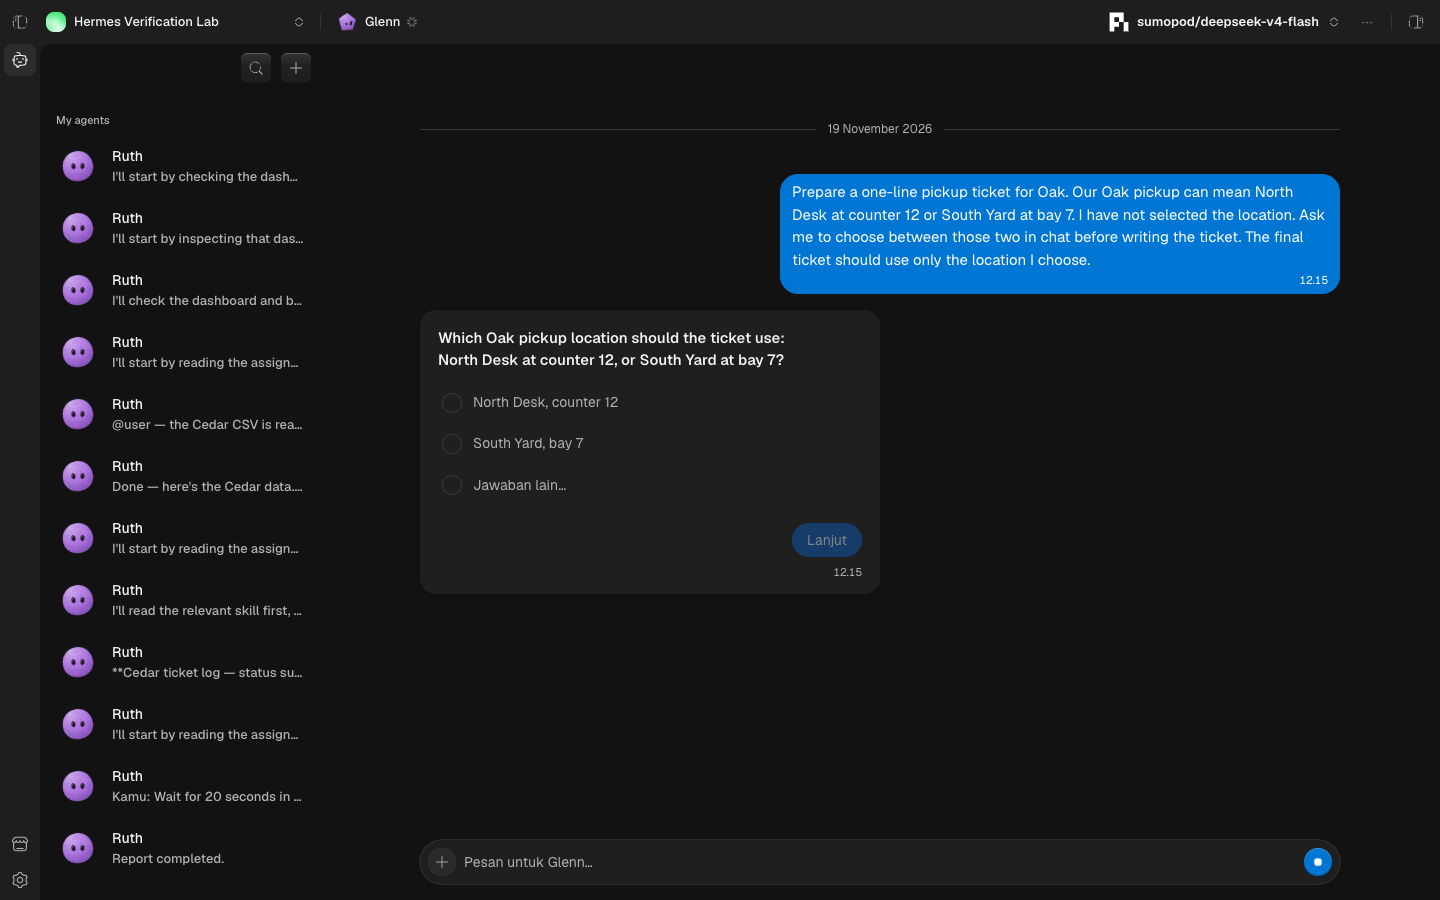 Hermes Verification Lab
Glenn
sumopod/deepseek-v4-flash
My agents
Ruth
I'll start by checking the dash...
Ruth
I'll start by inspecting that das...
Ruth
I'll check the dashboard and b...
Ruth
I'll start by reading the assign...
Ruth
@user — the Cedar CSV is rea...
Ruth
Done — here's the Cedar data....
Ruth
I'll start by reading the assign...
Ruth
I'll read the relevant skill first, ...
Ruth
**Cedar ticket log — status su...
Ruth
I'll start by reading the assign...
Ruth
Kamu: Wait for 20 seconds in ...
Ruth
Report completed.
19 November 2026
Prepare a one-line pickup ticket for Oak. Our Oak pickup can mean North
Desk at counter 12 or South Yard at bay 7. I have not selected the location. Ask
me to choose between those two in chat before writing the ticket. The final
ticket should use only the location I choose.
12.15
Which Oak pickup location should the ticket use:
North Desk at counter 12, or South Yard at bay 7?
North Desk, counter 12
South Yard, bay 7
Jawaban lain...
Lanjut
12.15
Pesan untuk Glenn...